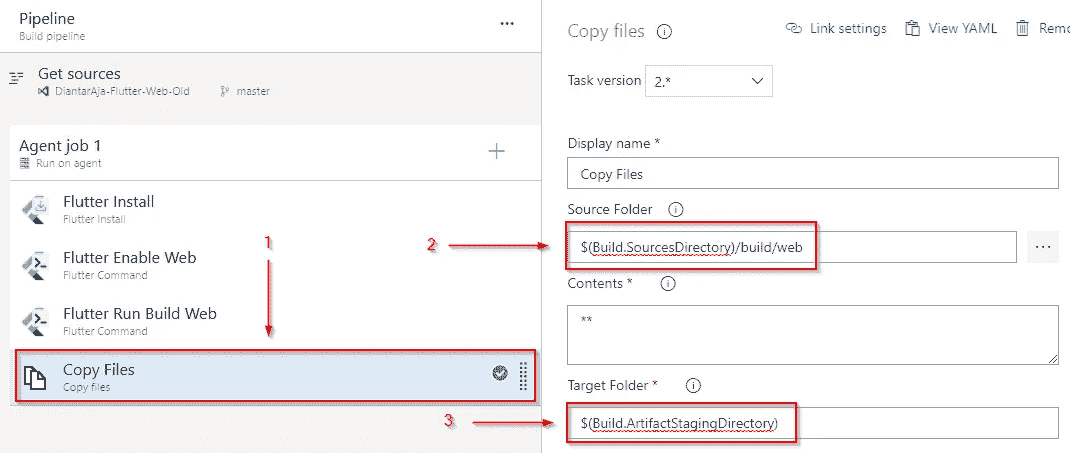 Pipeline
...
Build pipeline
Get sources
DiantarAja-Flutter-Web-Old master
Agent job 1
Run on agent
Flutter Install
Flutter Install
1
Flutter Enable Web
Flutter Command
Flutter Run Build Web
Flutter Command
Copy Files
Copy files
Copy files Link settings View YAML Remo
Task version 2.*
Display name *
Copy Files
Source Folder
2 $(Build.SourcesDirectory)/build/web ...
Contents *
**
Target Folder *
3 $(Build.ArtifactStagingDirectory)